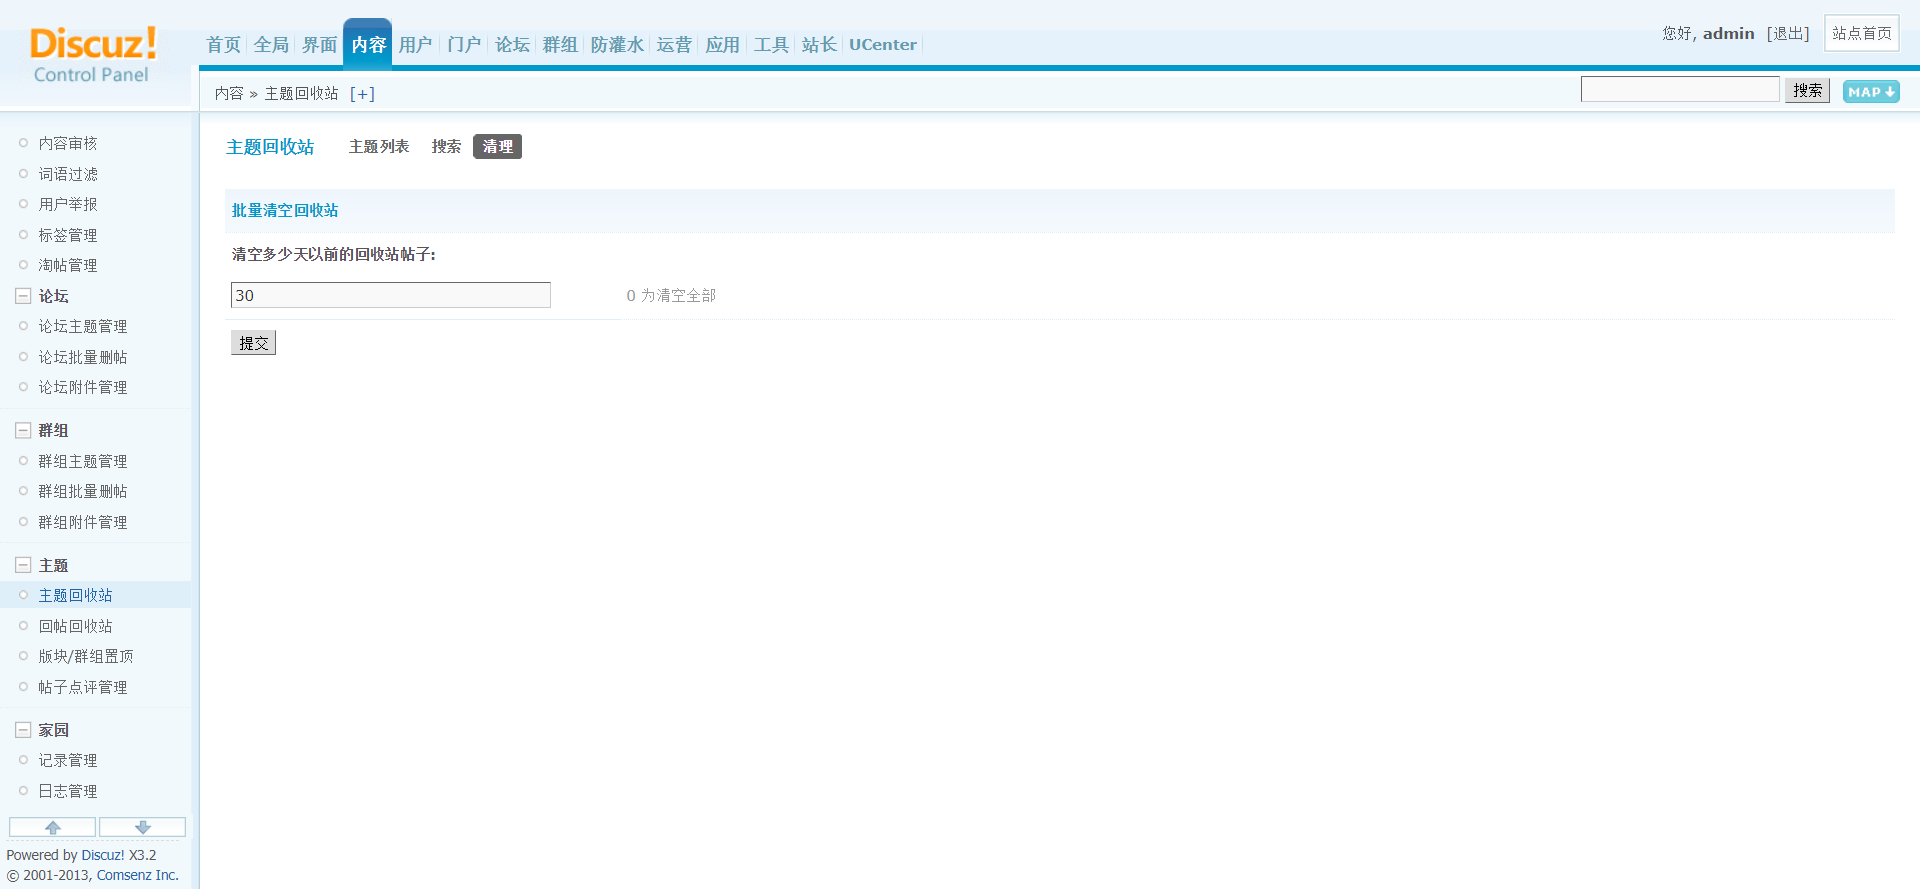 Discuz!
Control Panel
首页 全局 界面 内容 用户 门户 论坛 群组 防灌水 运营 应用 工具 站长 UCenter
您好, admin [退出] 站点首页
内容 » 主题回收站 [+]
搜索 MAP
内容审核
词语过滤
用户举报
标签管理
淘帖管理
论坛
论坛主题管理
论坛批量删帖
论坛附件管理
群组
群组主题管理
群组批量删帖
群组附件管理
主题
主题回收站
回帖回收站
版块/群组置顶
帖子点评管理
家园
记录管理
日志管理
Powered by Discuz! X3.2
© 2001-2013, Comsenz Inc.
主题回收站 主题列表 搜索 清理
批量清空回收站
清空多少天以前的回收站帖子:
30 0 为清空全部
提交